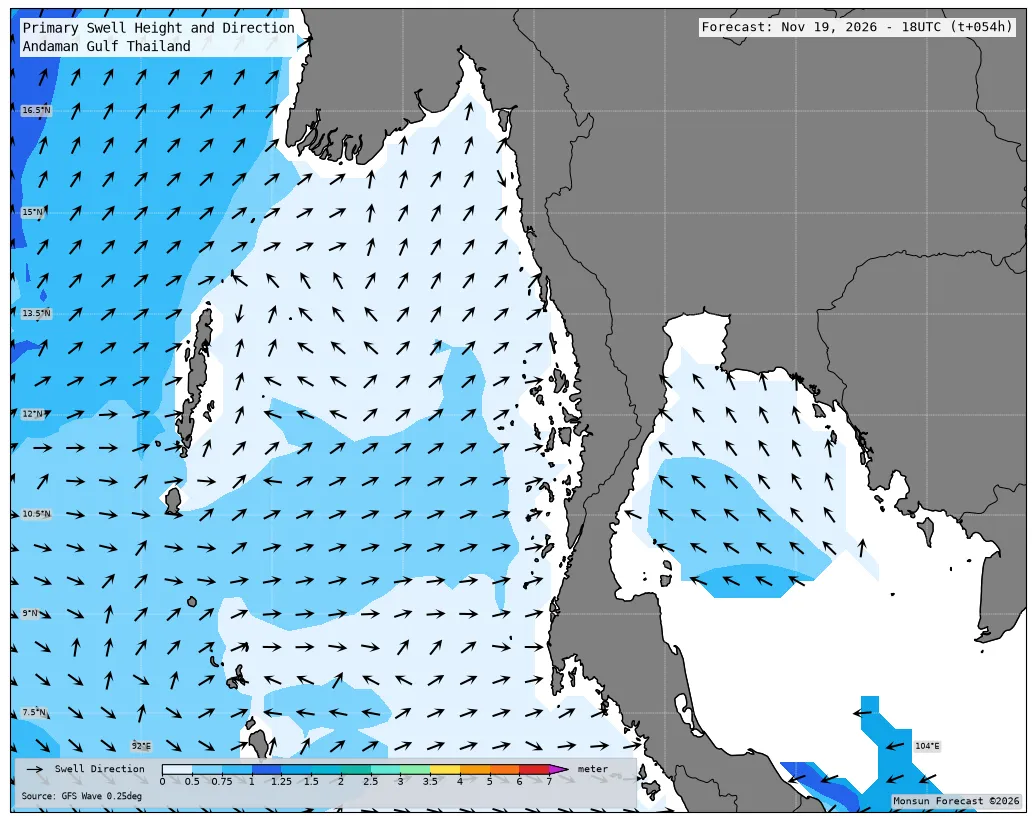 Primary Swell Height and Direction
Andaman Gulf Thailand
Forecast: Nov 19, 2026 - 18UTC (t+054h)
16.5°N
15°N
13.5°N
12°N
10.5°N
9°N
7.5°N
92°E
104°E
Swell Direction
0 0.5 0.75 1 1.25 1.5 2 2.5 3 3.5 4 5 6 7
meter
Source: GFS Wave 0.25deg
Monsun Forecast ©2026